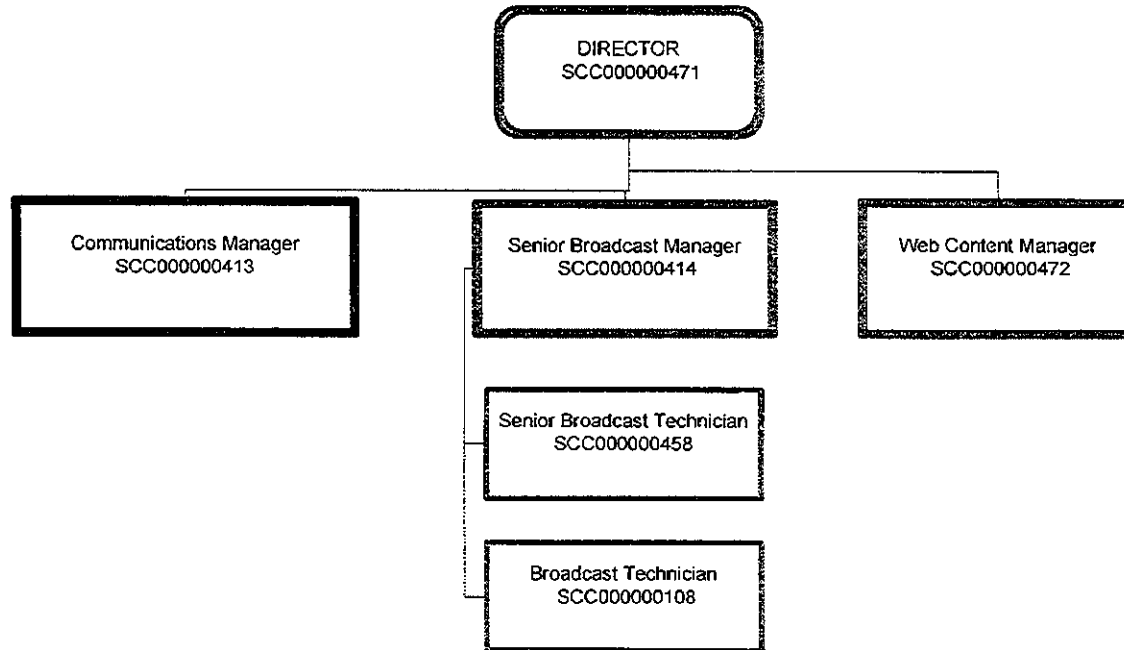 DIRECTOR
SCC000000471
Communications Manager
SCC000000413
Senior Broadcast Manager
SCC000000414
Web Content Manager
SCC000000472
Senior Broadcast Technician
SCC000000458
Broadcast Technician
SCC000000108